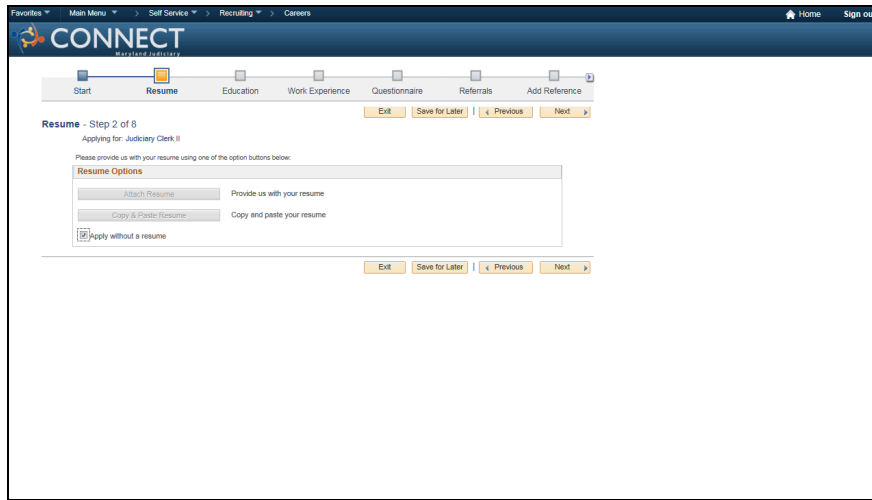 Favorites Main Menu > Self Service > Recruiting > Careers Home Sign ou
CONNECT
Maryland Judiciary
Start Resume Education Work Experience Questionnaire Referrals Add Reference
Exit Save for Later | Previous Next
Resume - Step 2 of 8
Applying for: Judiciary Clerk II
Please provide us with your resume using one of the option buttons below:
Resume Options
Attach Resume Provide us with your resume
Copy & Paste Resume Copy and paste your resume
Apply without a resume
Exit Save for Later | Previous Next